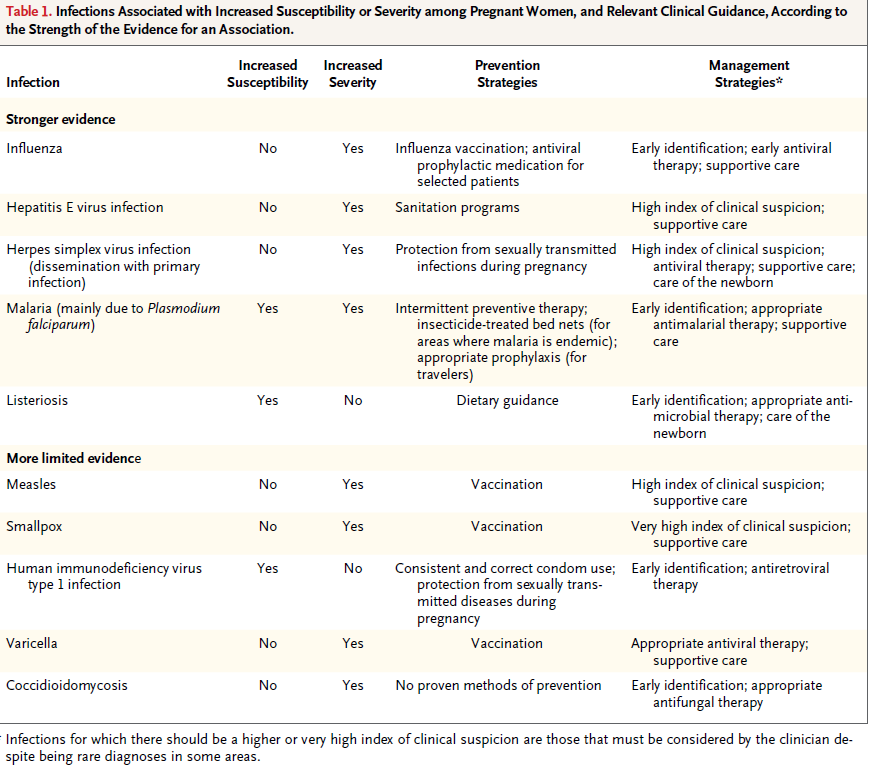 Table 1. Infections Associated with Increased Susceptibility or Severity among Pregnant Women, and Relevant Clinical Guidance, According to
the Strength of the Evidence for an Association.
Infection Increased Susceptibility Increased Severity Prevention Strategies Management Strategies*
Stronger evidence
Influenza No Yes Influenza vaccination; antiviral Early identification; early antiviral
prophylactic medication for therapy; supportive care
selected patients
Hepatitis E virus infection No Yes Sanitation programs High index of clinical suspicion;
supportive care
Herpes simplex virus infection No Yes Protection from sexually transmitted High index of clinical suspicion;
(dissemination with primary infections during pregnancy antiviral therapy; supportive care;
infection) care of the newborn
Malaria (mainly due to Plasmodium Yes Yes Intermittent preventive therapy; Early identification; appropriate
falciparum) insecticide-treated bed nets (for antimalarial therapy; supportive
areas where malaria is endemic); care
appropriate prophylaxis (for
travelers)
Listeriosis Yes No Dietary guidance Early identification; appropriate anti-
microbial therapy; care of the
newborn
More limited evidence
Measles No Yes Vaccination High index of clinical suspicion;
supportive care
Smallpox No Yes Vaccination Very high index of clinical suspicion;
supportive care
Human immunodeficiency virus Yes No Consistent and correct condom use; Early identification; antiretroviral
type 1 infection protection from sexually trans- therapy
mitted diseases during
pregnancy
Varicella No Yes Vaccination Appropriate antiviral therapy;
supportive care
Coccidioidomycosis No Yes No proven methods of prevention Early identification; appropriate
antifungal therapy
* Infections for which there should be a higher or very high index of clinical suspicion are those that must be considered by the clinician de-
spite being rare diagnoses in some areas.